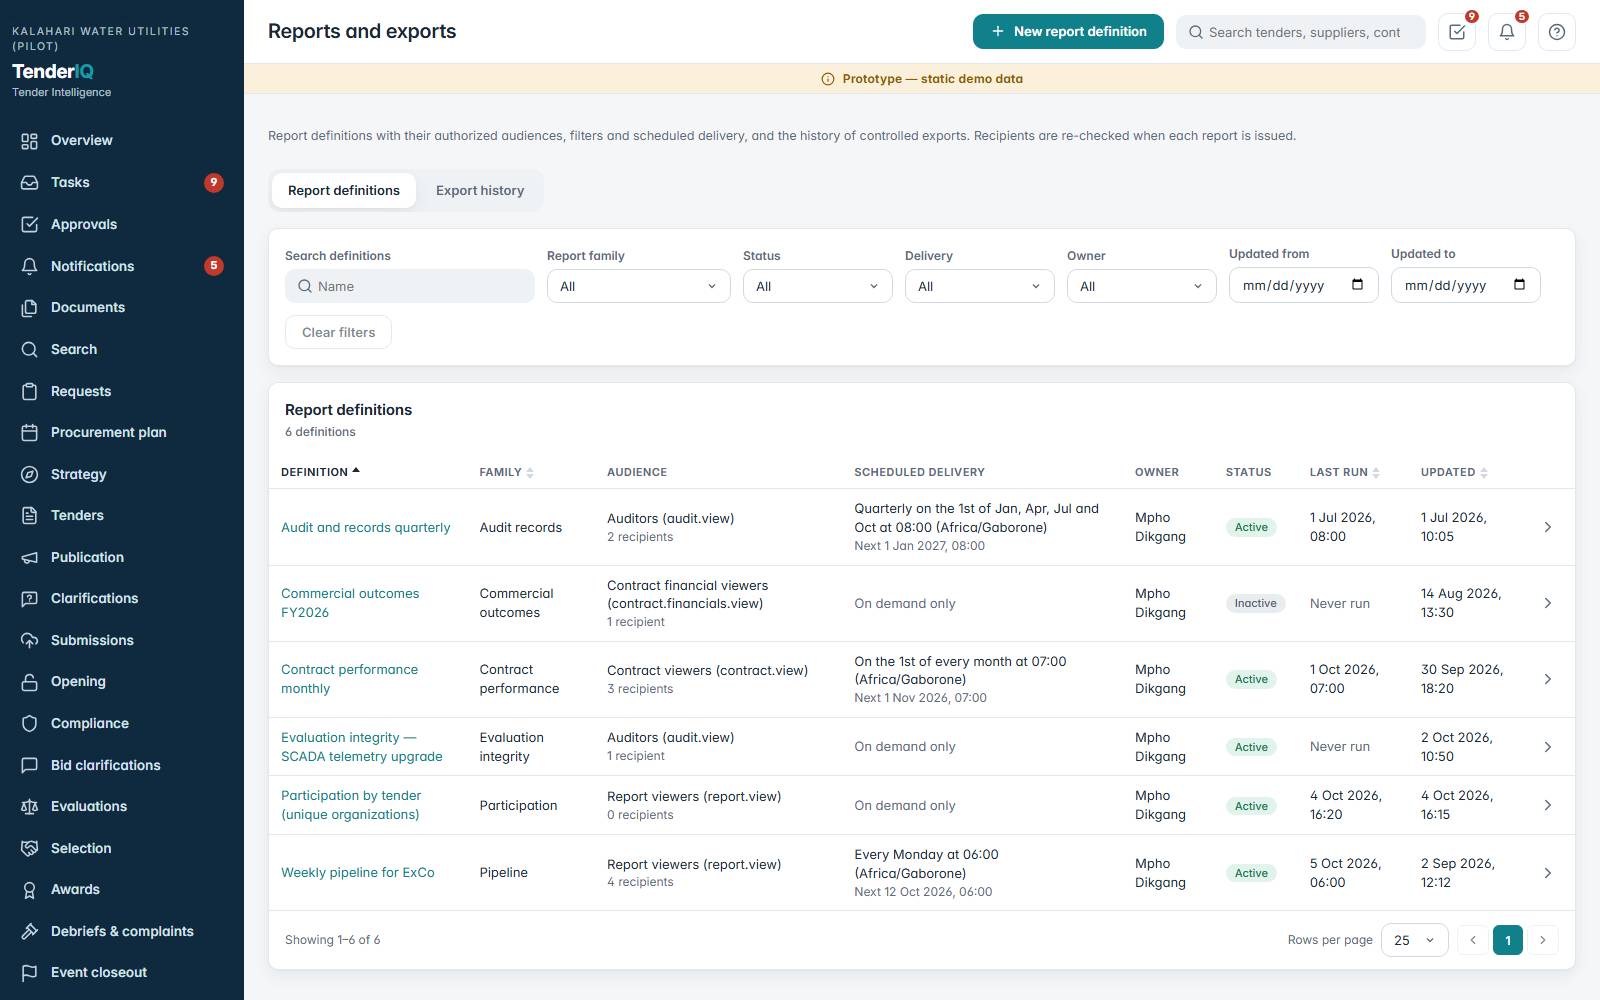 KALAHARI WATER UTILITIES
(PILOT)
TenderIQ
Tender Intelligence
Overview
Tasks 9
Approvals
Notifications 5
Documents
Search
Requests
Procurement plan
Strategy
Tenders
Publication
Clarifications
Submissions
Opening
Compliance
Bid clarifications
Evaluations
Selection
Awards
Debriefs & complaints
Event closeout
Reports and exports
New report definition
Search tenders, suppliers, cont
9
5
Prototype — static demo data
Report definitions with their authorized audiences, filters and scheduled delivery, and the history of controlled exports. Recipients are re-checked when each report is issued.
Report definitions Export history
Search definitions Report family Status Delivery Owner Updated from Updated to
Name All All All All mm/dd/yyyy mm/dd/yyyy
Clear filters
Report definitions
6 definitions
DEFINITION FAMILY AUDIENCE SCHEDULED DELIVERY OWNER STATUS LAST RUN UPDATED
Audit and records quarterly
Audit records
Auditors (audit.view)
2 recipients
Quarterly on the 1st of Jan, Apr, Jul and
Oct at 08:00 (Africa/Gaborone)
Next 1 Jan 2027, 08:00
Mpho
Dikgang
Active
1 Jul 2026,
08:00
1 Jul 2026,
10:05
Commercial outcomes
FY2026
Commercial
outcomes
Contract financial viewers
(contract.financials.view)
1 recipient
On demand only
Mpho
Dikgang
Inactive
Never run
14 Aug 2026,
13:30
Contract performance
monthly
Contract
performance
Contract viewers (contract.view)
3 recipients
On the 1st of every month at 07:00
(Africa/Gaborone)
Next 1 Nov 2026, 07:00
Mpho
Dikgang
Active
1 Oct 2026,
07:00
30 Sep 2026,
18:20
Evaluation integrity —
SCADA telemetry upgrade
Evaluation
integrity
Auditors (audit.view)
1 recipient
On demand only
Mpho
Dikgang
Active
Never run
2 Oct 2026,
10:50
Participation by tender
(unique organizations)
Participation
Report viewers (report.view)
0 recipients
On demand only
Mpho
Dikgang
Active
4 Oct 2026,
16:20
4 Oct 2026,
16:15
Weekly pipeline for ExCo
Pipeline
Report viewers (report.view)
4 recipients
Every Monday at 06:00
(Africa/Gaborone)
Next 12 Oct 2026, 06:00
Mpho
Dikgang
Active
5 Oct 2026,
06:00
2 Sep 2026,
12:12
Showing 1–6 of 6
Rows per page 25 1